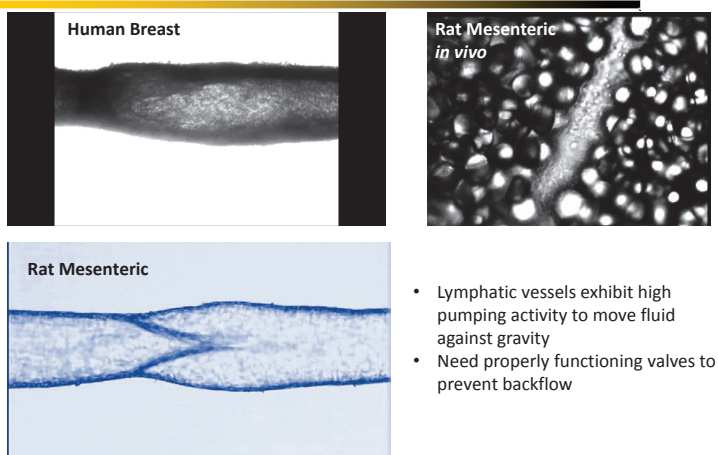 Human Breast
Rat Mesenteric
in vivo
Rat Mesenteric
• Lymphatic vessels exhibit high
pumping activity to move fluid
against gravity
• Need properly functioning valves to
prevent backflow